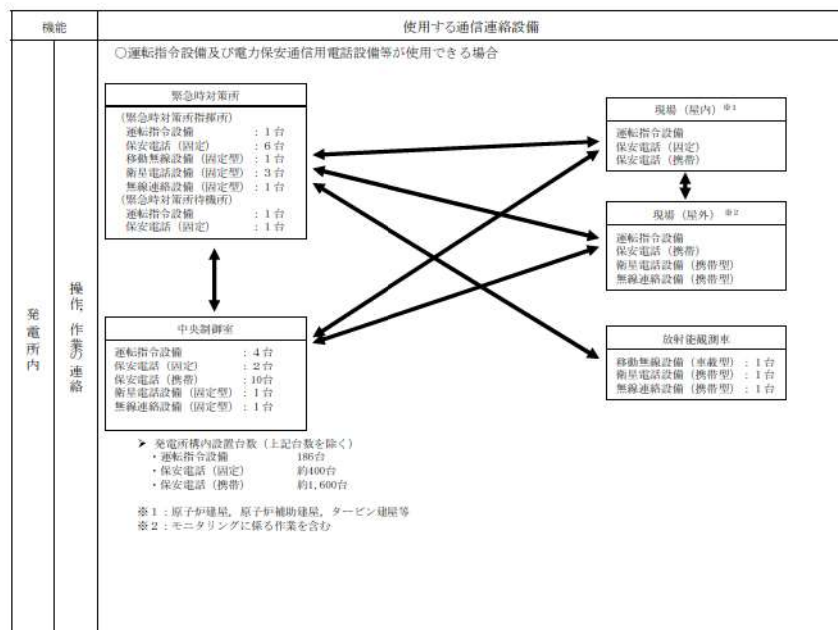 機能
使用する通信連絡設備
発電所内
操作，作業の連絡
○運転指令設備及び電力保安通信用電話設備等が使用できる場合
緊急時対策所
（緊急時対策所指揮所）
運転指令設備　：１台
保安電話（固定）　：６台
移動無線設備（固定型）：１台
衛星電話設備（固定型）：３台
無線連絡設備（固定型）：１台
（緊急時対策所待機所）
運転指令設備　：１台
保安電話（固定）　：１台
中央制御室
運転指令設備　：４台
保安電話（固定）　：２台
保安電話（携帯）　：10台
衛星電話設備（固定型）：１台
無線連絡設備（固定型）：１台
現場（屋内）※1
運転指令設備
保安電話（固定）
保安電話（携帯）
現場（屋外）※2
運転指令設備
保安電話（携帯）
衛星電話設備（携帯型）
無線連絡設備（携帯型）
放射能観測車
移動無線設備（車載型）：１台
衛星電話設備（携帯型）：１台
無線連絡設備（携帯型）：１台
➤ 発電所構内設置台数（上記台数を除く）
・運転指令設備　186台
・保安電話（固定）　約400台
・保安電話（携帯）　約1,600台
※１：原子炉建屋，原子炉補助建屋，タービン建屋等
※２：モニタリングに係る作業を含む